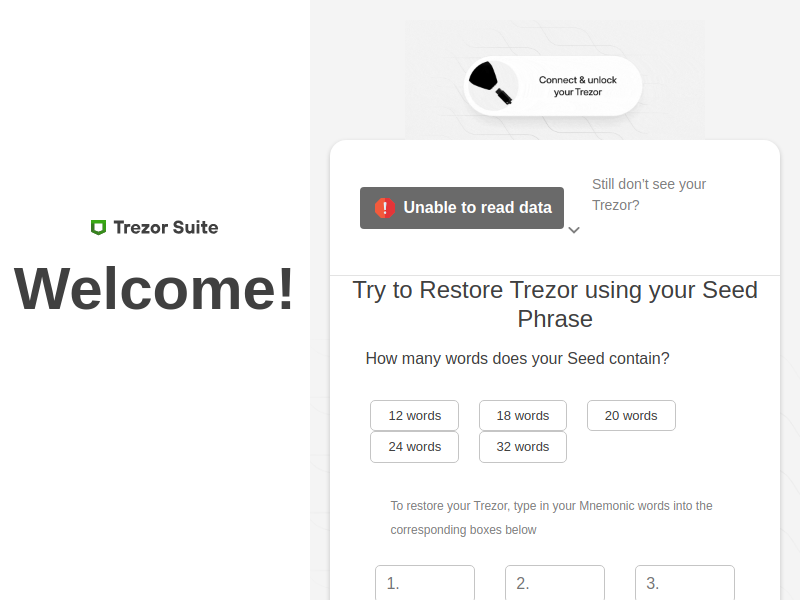 Connect & unlock
your Trezor
Trezor Suite
Welcome!
Unable to read data
Still don't see your
Trezor?
Try to Restore Trezor using your Seed
Phrase
How many words does your Seed contain?
12 words
18 words
20 words
24 words
32 words
To restore your Trezor, type in your Mnemonic words into the
corresponding boxes below
1.
2.
3.